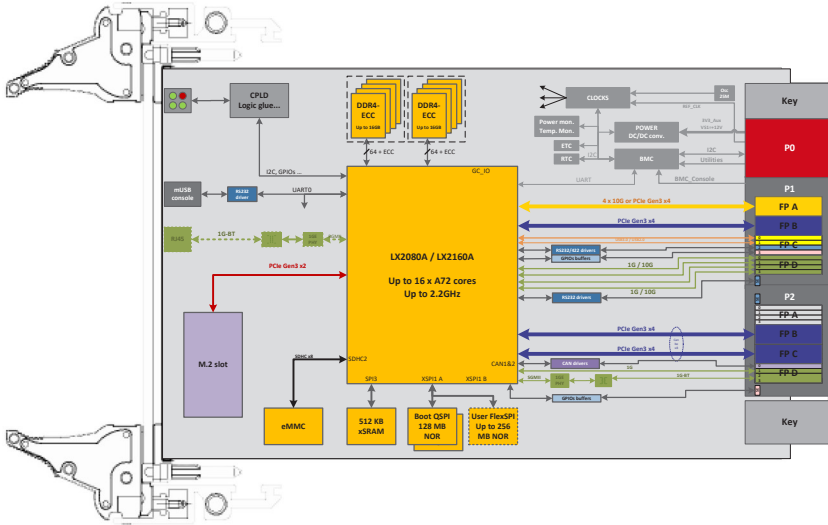 CPLD
Logic glue...
DDR4-
ECC
Up to 16GB
DDR4-
ECC
Up to 16GB
CLOCKS
Osc
Key
Power mon.
Temp. Mon.
POWER
DC/DC conv.
P0
ETC
RTC
I2C
BMC
I2C
Utilities
64 + ECC
64 + ECC
I2C, GPIOs ...
GC_IO
UART
BMC_Console
mUSB
console
RS232
driver
UART0
P1
4 x 10G or PCIe Gen3 x4
FP A
PCIe Gen3 x4
FP B
RJ45
1G-BT
LX2080A / LX2160A
RS232/422 drivers
GPIOs buffers
FP C
1G / 10G
FP D
PCIe Gen3 x2
Up to 16 x A72 cores
Up to 2.2GHz
1G / 10G
RS232 drivers
P2
FP A
M.2 slot
PCIe Gen3 x4
FP B
SDHC x8
SDHC2
PCIe Gen3 x4
FP C
CAN1&2
CAN drivers
1G
FP D
SPI3
XSPI1 A
XSPI1 B
SGMII
1G-BT
GPIOs buffers
eMMC
512 KB
xSRAM
Boot QSPI
128 MB
NOR
User FlexSPI
Up to 256
MB NOR
Key